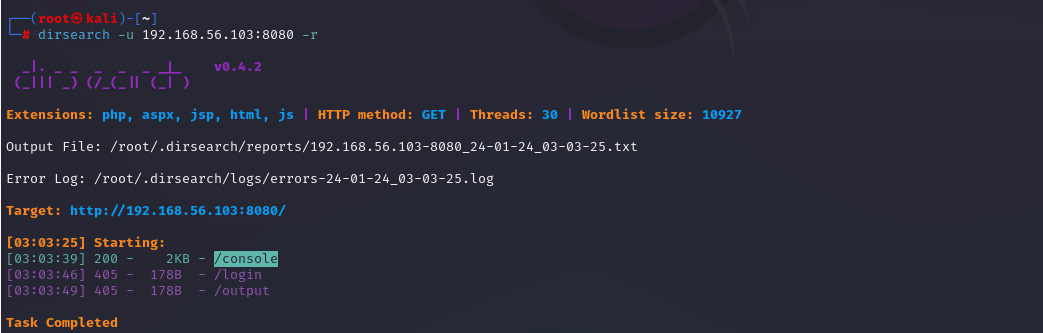 ┌──(root㉿kali)-[~]
└─# dirsearch -u 192.168.56.103:8080 -r
_|. _ _  _  _  _ _|_    v0.4.2
(_||| _) (/_(_|| (_| )
Extensions: php, aspx, jsp, html, js | HTTP method: GET | Threads: 30 | Wordlist size: 10927
Output File: /root/.dirsearch/reports/192.168.56.103-8080_24-01-24_03-03-25.txt
Error Log: /root/.dirsearch/logs/errors-24-01-24_03-03-25.log
Target: http://192.168.56.103:8080/
[03:03:25] Starting:
[03:03:39] 200 -    2KB - /console
[03:03:46] 405 -  178B  - /login
[03:03:49] 405 -  178B  - /output
Task Completed